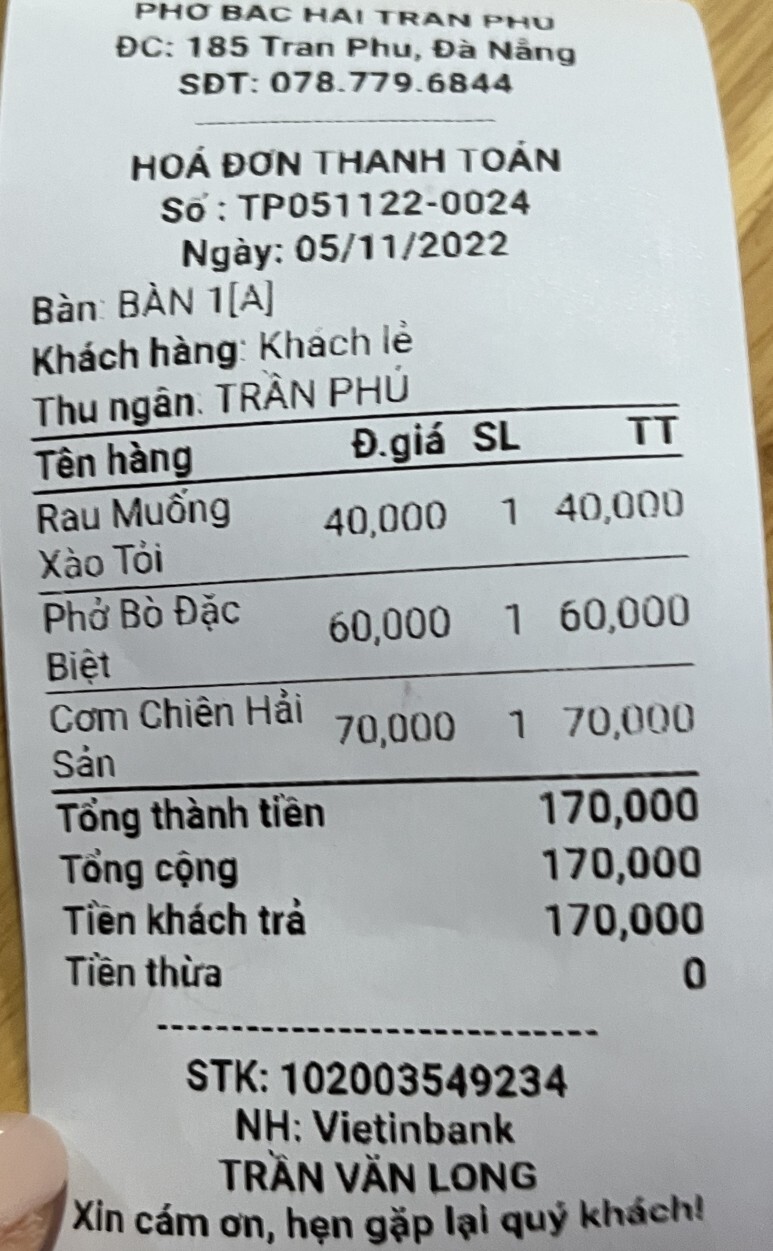 PHO BAC HAI TRAN PHU
ĐC: 185 Tran Phu, Đà Nẵng
SĐT: 078.779.6844
HOÁ ĐƠN THANH TOÁN
Số : TP051122-0024
Ngày: 05/11/2022
Bàn: BÀN 1[A]
Khách hàng: Khách lẻ
Thu ngân: TRẦN PHÚ
Tên hàng Đ.giá SL TT
Rau Muống 40,000 1 40,000
Xào Tỏi
Phở Bò Đặc 60,000 1 60,000
Biệt
Cơm Chiên Hải 70,000 1 70,000
Sản
Tổng thành tiền 170,000
Tổng cộng 170,000
Tiền khách trả 170,000
Tiền thừa 0
STK: 102003549234
NH: Vietinbank
TRẦN VĂN LONG
Xin cám ơn, hẹn gặp lại quý khách!